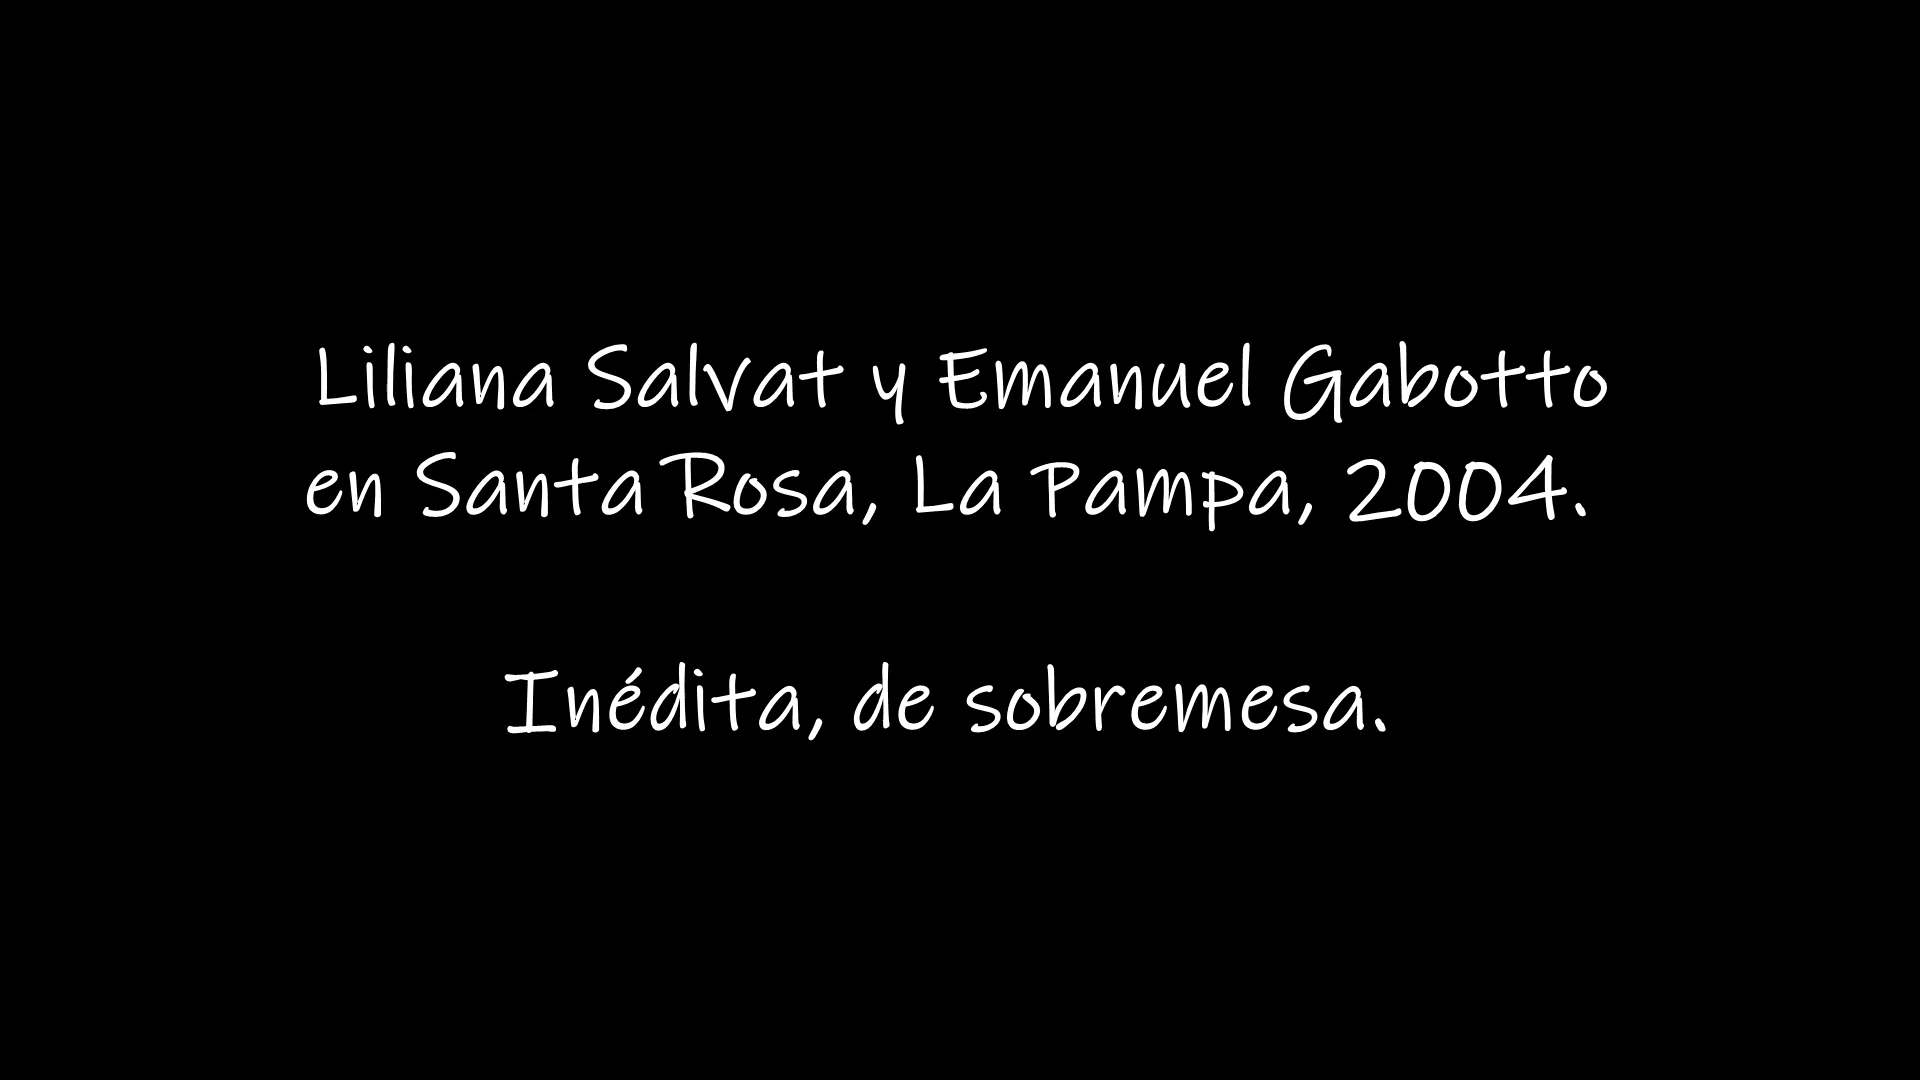 Liliana Salvat y Emanuel Gabotto
en Santa Rosa, La Pampa, 2004.
Inédita, de sobremesa.